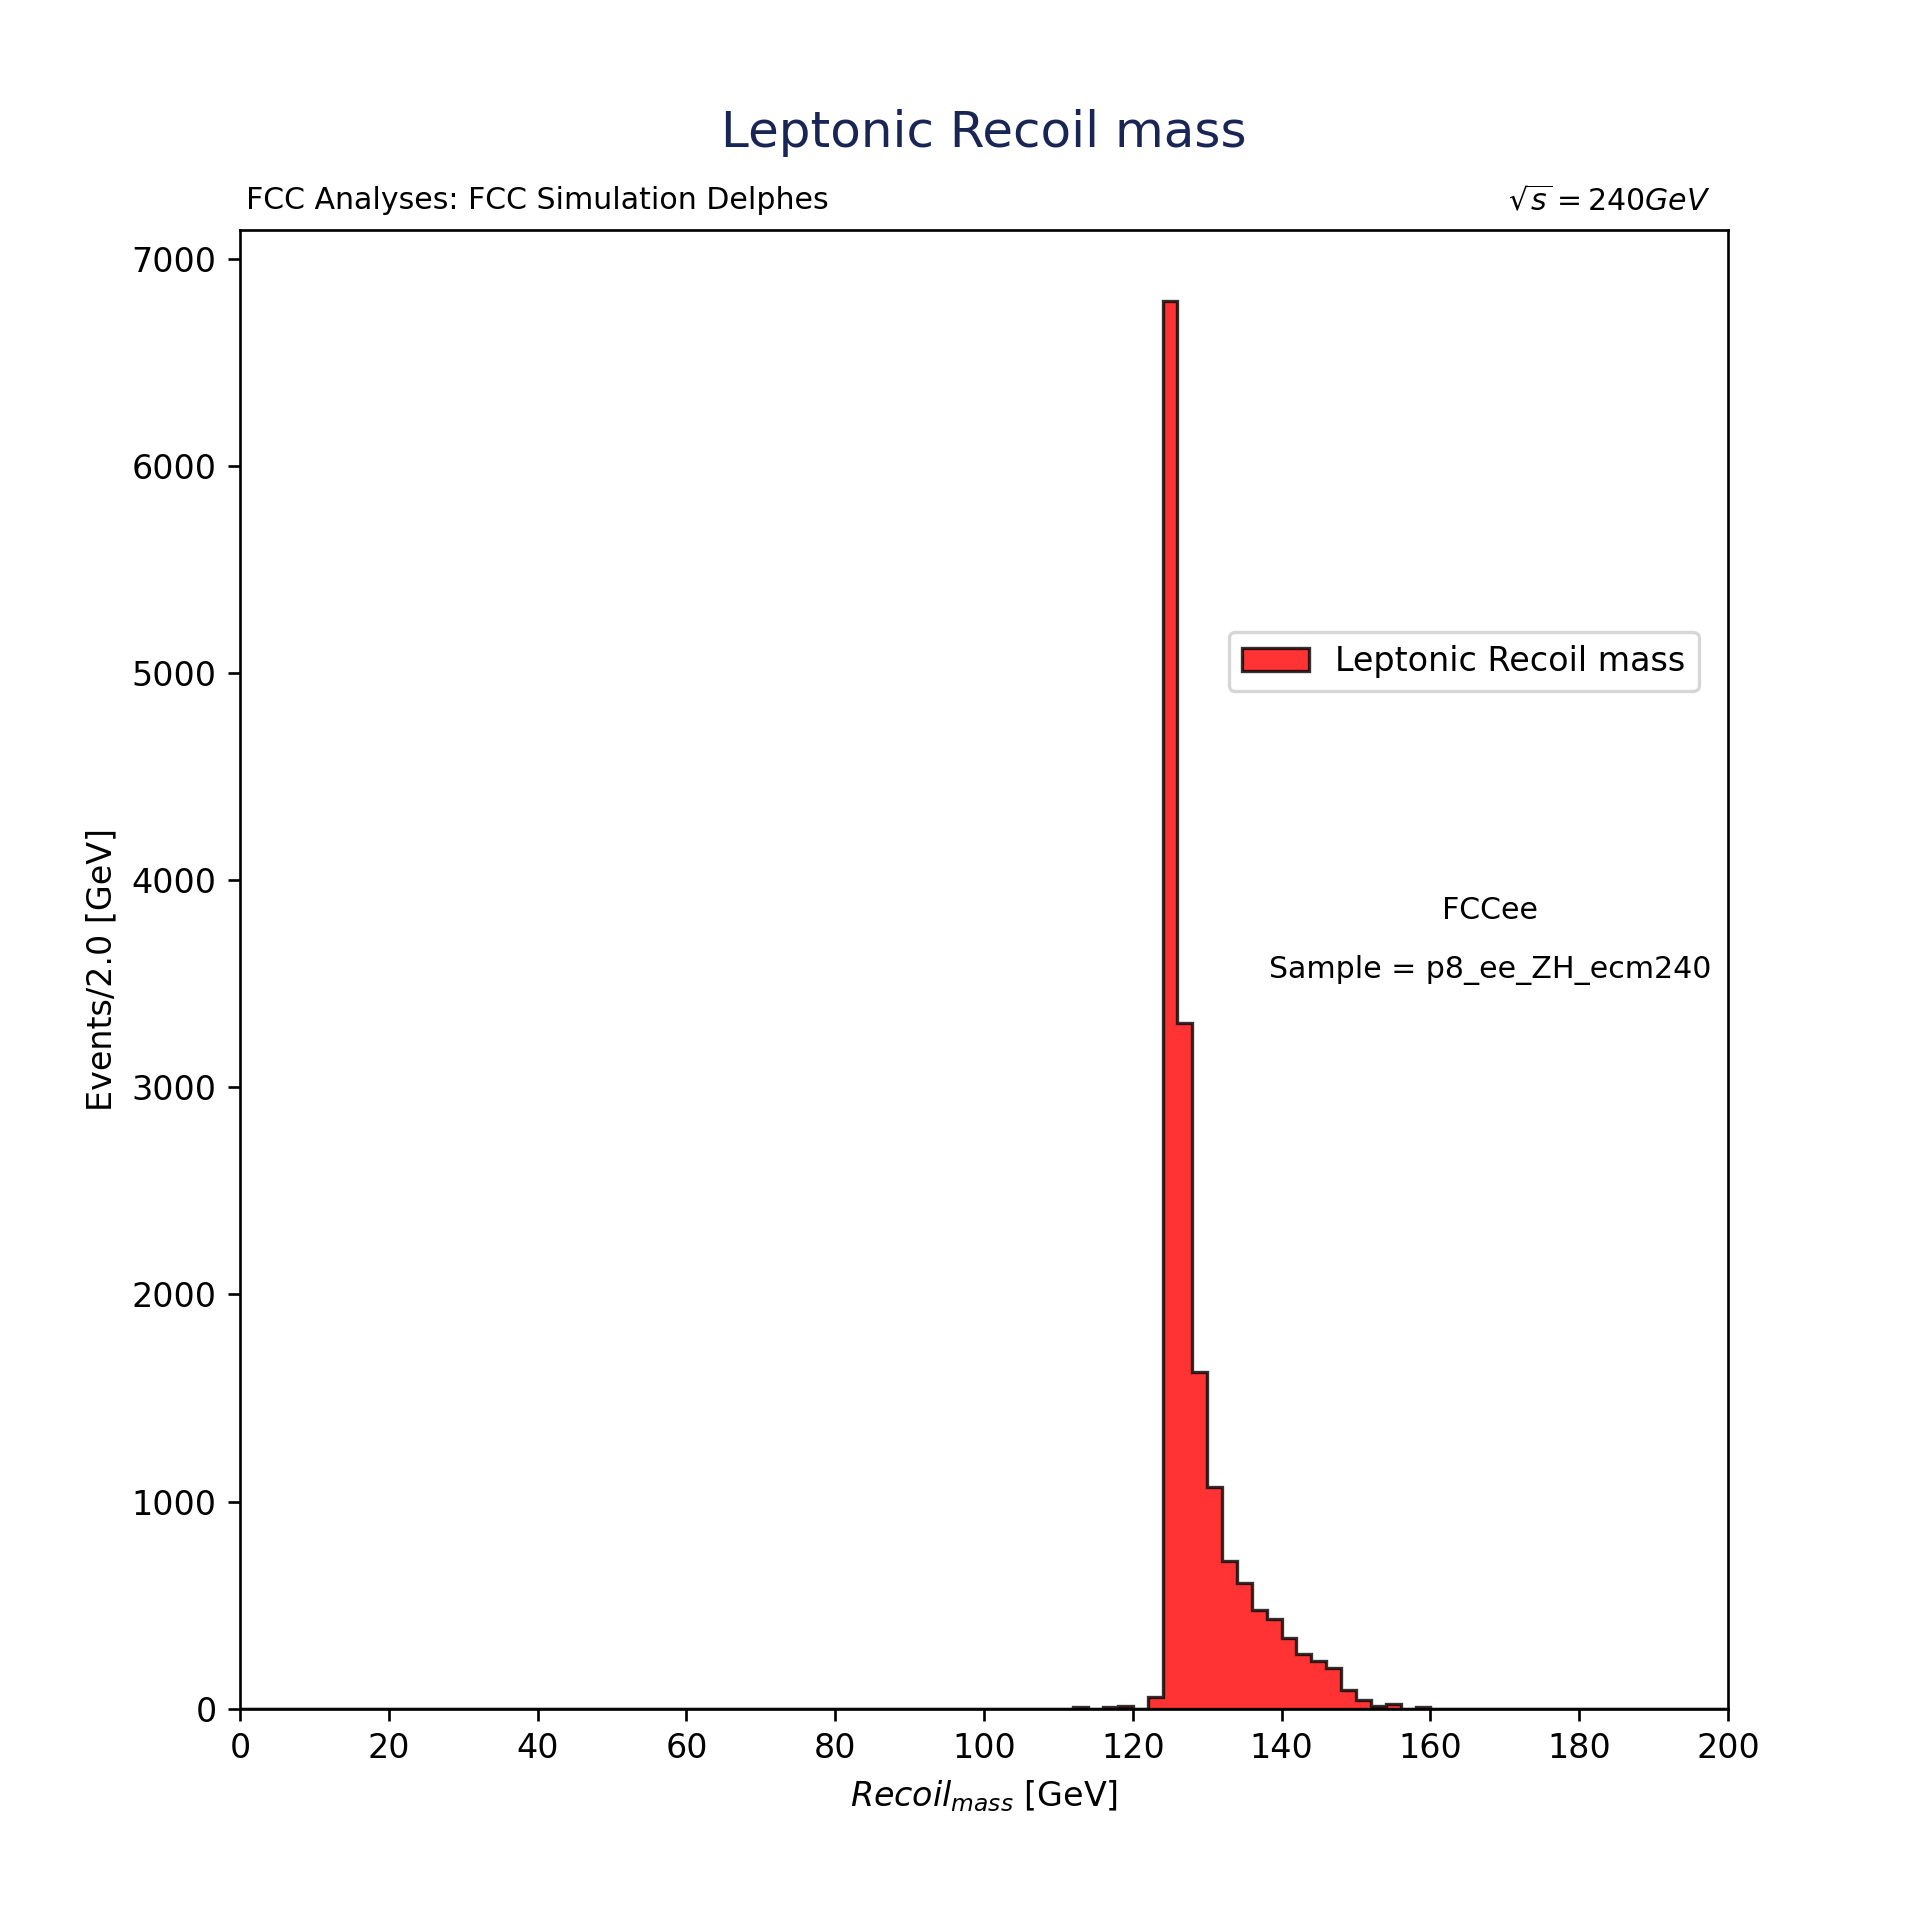 Leptonic Recoil mass
FCC Analyses: FCC Simulation Delphes
√s = 240GeV
7000
6000
5000
4000
3000
2000
1000
0
Events/2.0 [GeV]
Leptonic Recoil mass
FCCee
Sample = p8_ee_ZH_ecm240
0 20 40 60 80 100 120 140 160 180 200
Recoil_mass [GeV]